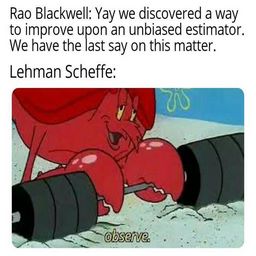 Rao Blackwell: Yay we discovered a way
to improve upon an unbiased estimator.
We have the last say on this matter.
Lehman Scheffe:
observe.